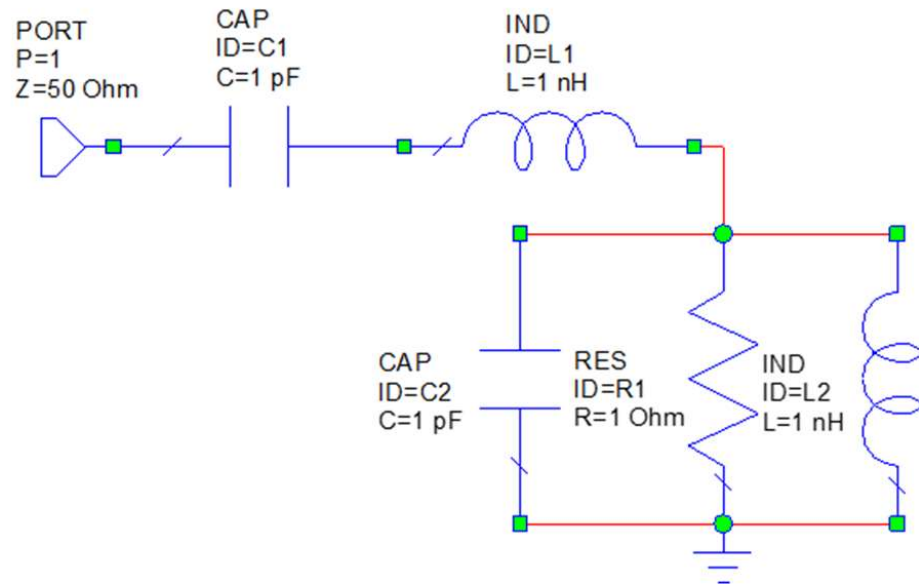 PORT
P=1
Z=50 Ohm
CAP
ID=C1
C=1 pF
IND
ID=L1
L=1 nH
CAP
ID=C2
C=1 pF
RES
ID=R1
R=1 Ohm
IND
ID=L2
L=1 nH